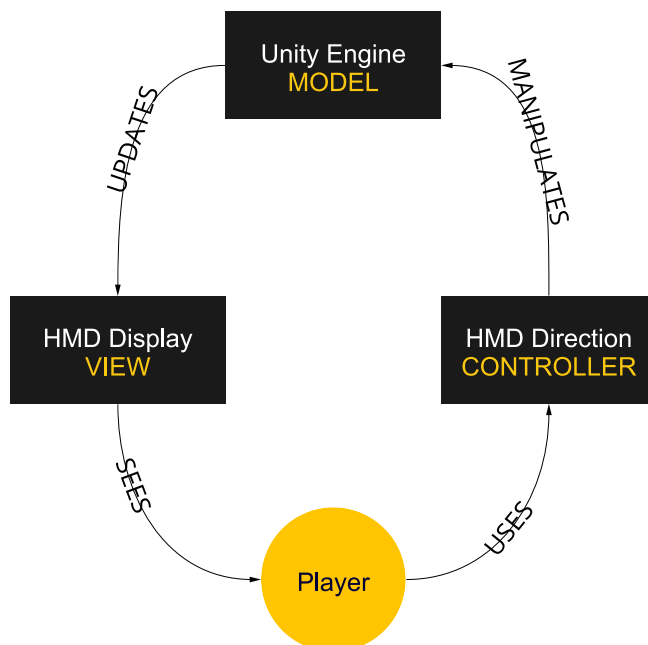 Unity Engine
MODEL
UPDATES
MANIPULATES
HMD Display
VIEW
HMD Direction
CONTROLLER
SEES
USES
Player